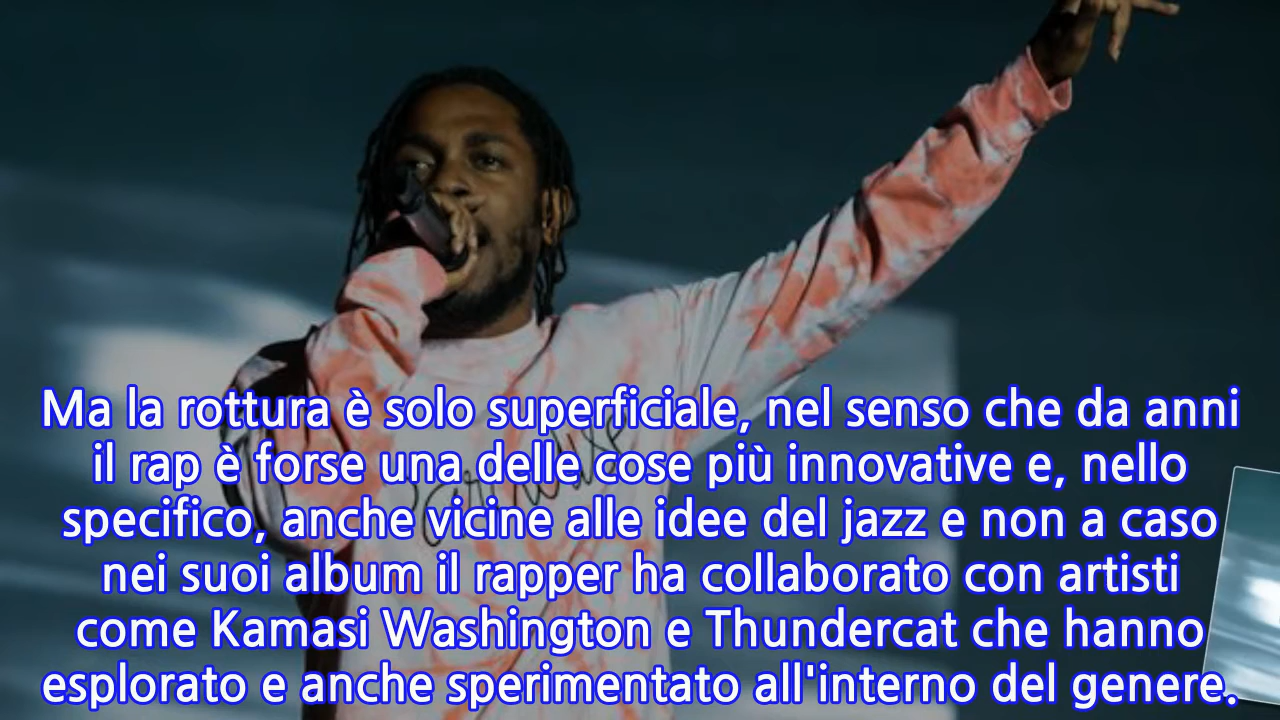 Ma la rottura è solo superficiale, nel senso che da anni
il rap è forse una delle cose più innovative e, nello
specifico, anche vicine alle idee del jazz e non a caso
nei suoi album il rapper ha collaborato con artisti
come Kamasi Washington e Thundercat che hanno
esplorato e anche sperimentato all'interno del genere.